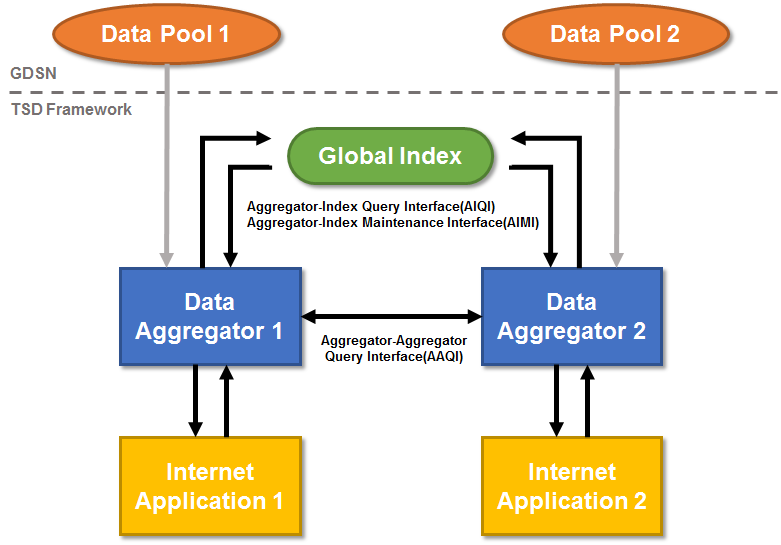 Data Pool 1
Data Pool 2
GDSN
TSD Framework
Global Index
Aggregator-Index Query Interface(AIQI)
Aggregator-Index Maintenance Interface(AIMI)
Data
Aggregator 1
Data
Aggregator 2
Aggregator-Aggregator
Query Interface(AAQI)
Internet
Application 1
Internet
Application 2